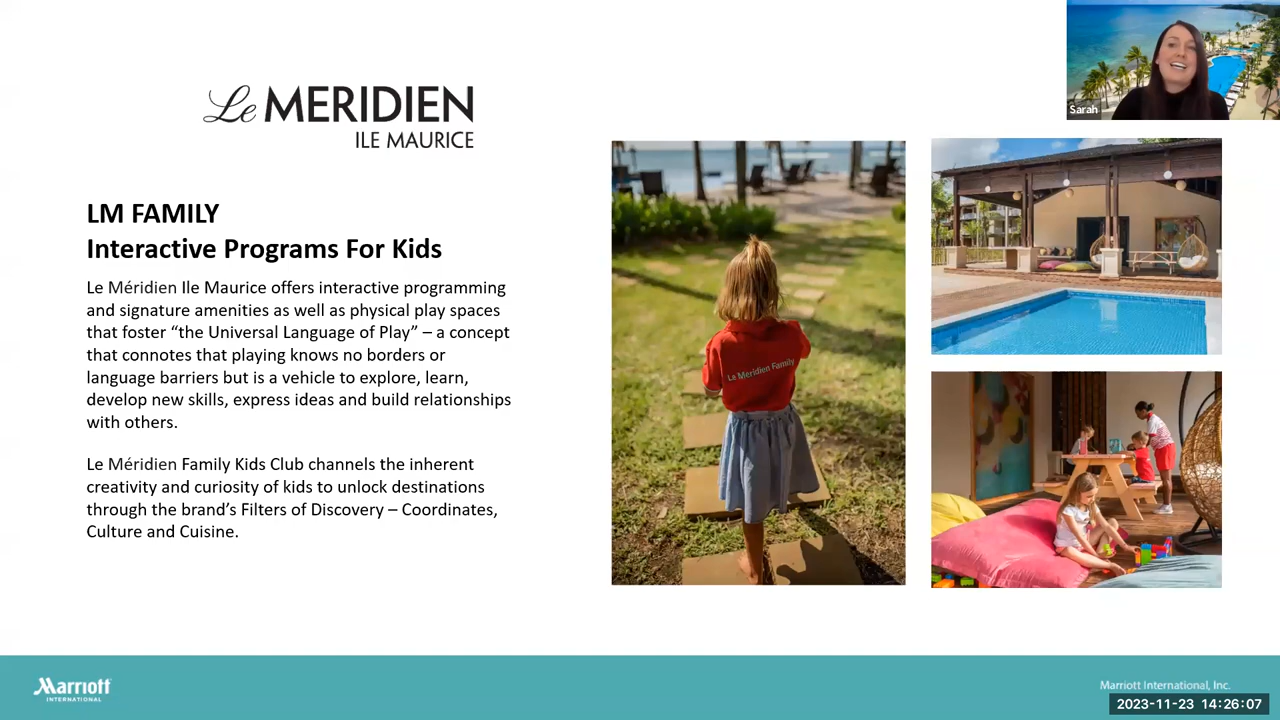 Sarah
Le MERIDIEN
ILE MAURICE
LM FAMILY
Interactive Programs For Kids
Le Méridien Ile Maurice offers interactive programming
and signature amenities as well as physical play spaces
that foster “the Universal Language of Play” – a concept
that connotes that playing knows no borders or
language barriers but is a vehicle to explore, learn,
develop new skills, express ideas and build relationships
with others.
Le Méridien Family Kids Club channels the inherent
creativity and curiosity of kids to unlock destinations
through the brand’s Filters of Discovery – Coordinates,
Culture and Cuisine.
Le Meridien Family
Marriott
INTERNATIONAL
Marriott International, Inc.
2023-11-23 14:26:07